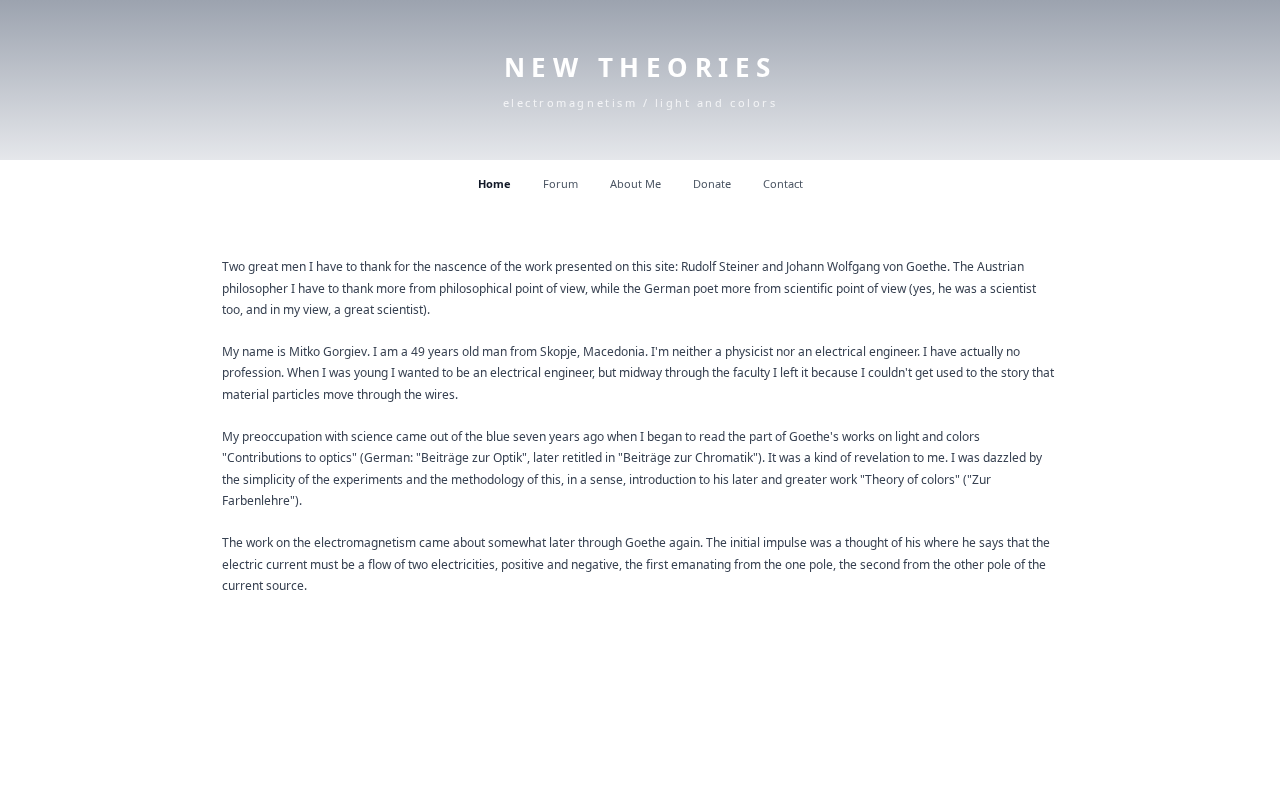 NEW THEORIES
electromagnetism / light and colors
Home Forum About Me Donate Contact
Two great men I have to thank for the nascence of the work presented on this site: Rudolf Steiner and Johann Wolfgang von Goethe. The Austrian
philosopher I have to thank more from philosophical point of view, while the German poet more from scientific point of view (yes, he was a scientist
too, and in my view, a great scientist).
My name is Mitko Gorgiev. I am a 49 years old man from Skopje, Macedonia. I'm neither a physicist nor an electrical engineer. I have actually no
profession. When I was young I wanted to be an electrical engineer, but midway through the faculty I left it because I couldn't get used to the story that
material particles move through the wires.
My preoccupation with science came out of the blue seven years ago when I began to read the part of Goethe's works on light and colors
"Contributions to optics" (German: "Beiträge zur Optik", later retitled in "Beiträge zur Chromatik"). It was a kind of revelation to me. I was dazzled by
the simplicity of the experiments and the methodology of this, in a sense, introduction to his later and greater work "Theory of colors" ("Zur
Farbenlehre").
The work on the electromagnetism came about somewhat later through Goethe again. The initial impulse was a thought of his where he says that the
electric current must be a flow of two electricities, positive and negative, the first emanating from the one pole, the second from the other pole of the
current source.